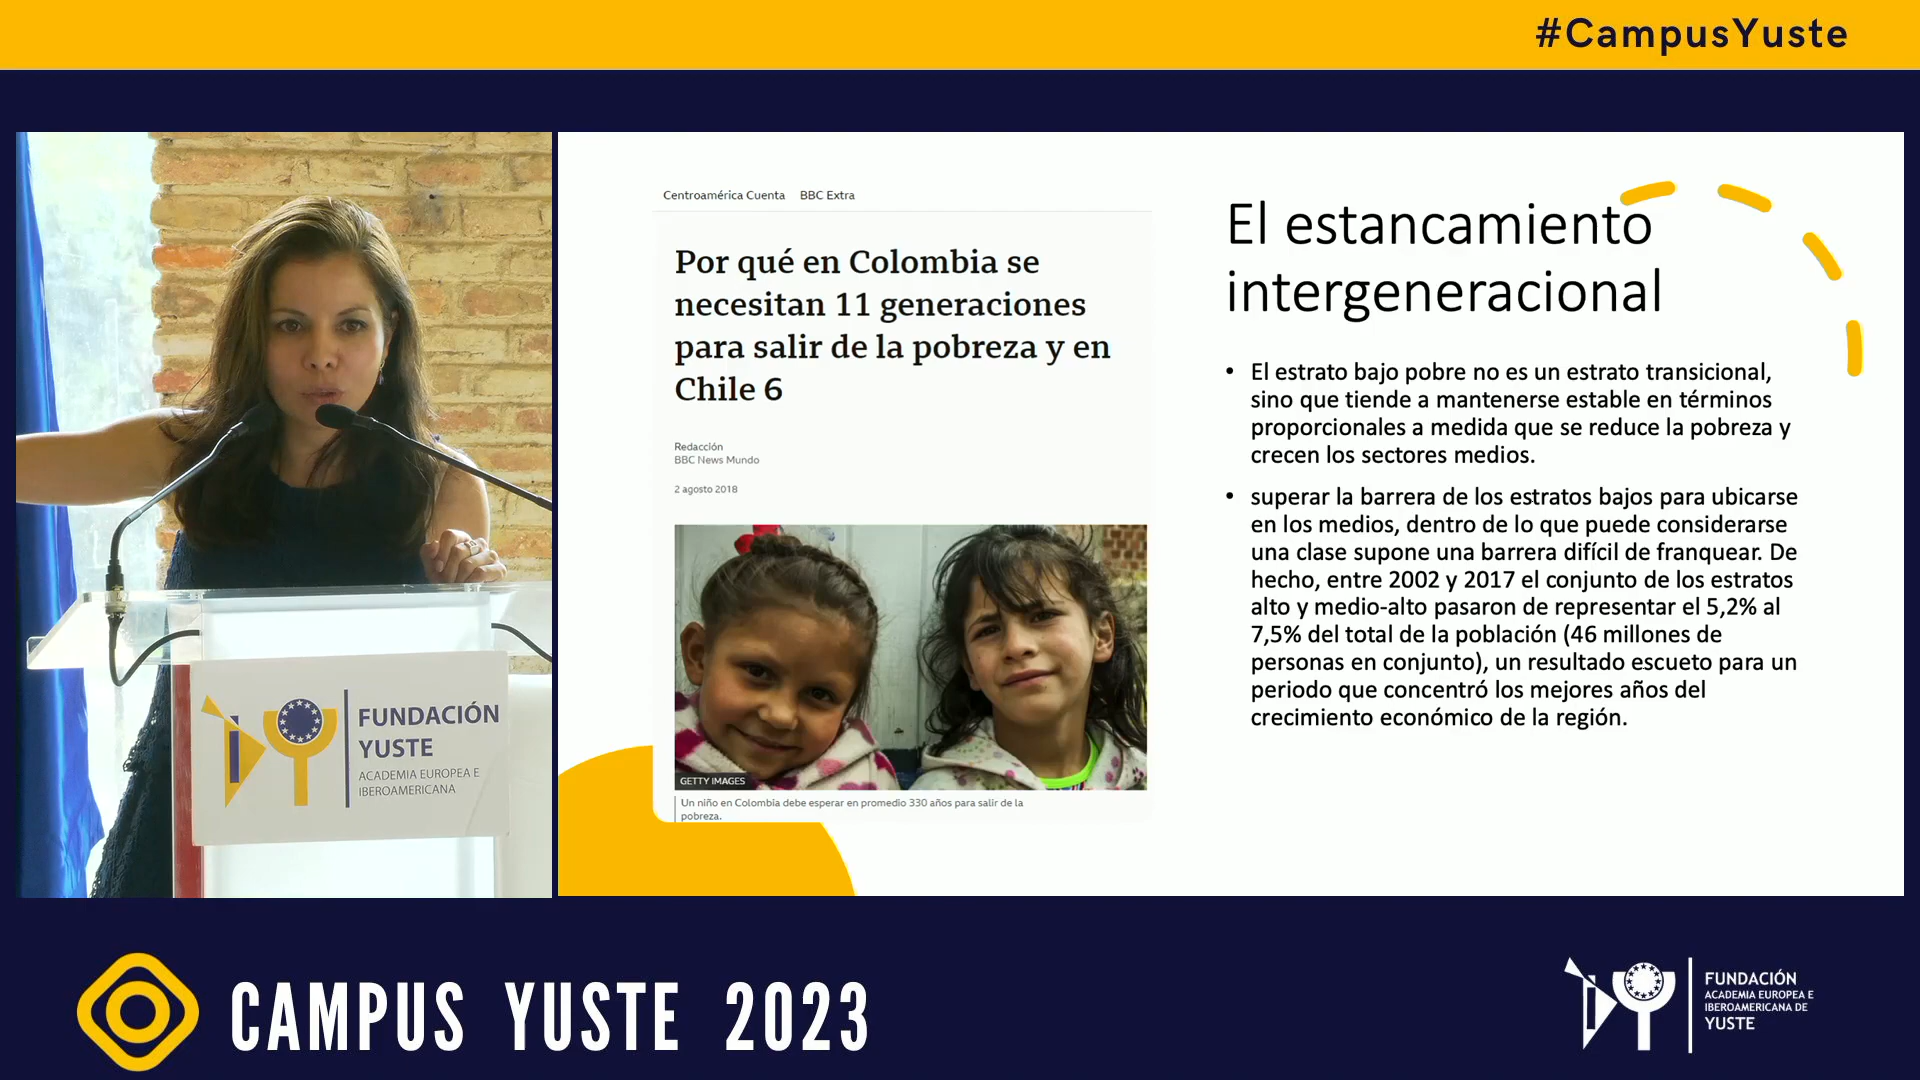 #CampusYuste
FUNDACIÓN
YUSTE
ACADEMIA EUROPEA E
IBEROAMERICANA
Centroamérica Cuenta BBC Extra
Por qué en Colombia se
necesitan 11 generaciones
para salir de la pobreza y en
Chile 6
Redacción
BBC News Mundo
2 agosto 2018
GETTY IMAGES
Un niño en Colombia debe esperar en promedio 330 años para salir de la
pobreza.
El estancamiento
intergeneracional
• El estrato bajo pobre no es un estrato transicional,
sino que tiende a mantenerse estable en términos
proporcionales a medida que se reduce la pobreza y
crecen los sectores medios.
• superar la barrera de los estratos bajos para ubicarse
en los medios, dentro de lo que puede considerarse
una clase supone una barrera difícil de franquear. De
hecho, entre 2002 y 2017 el conjunto de los estratos
alto y medio-alto pasaron de representar el 5,2% al
7,5% del total de la población (46 millones de
personas en conjunto), un resultado escueto para un
periodo que concentró los mejores años del
crecimiento económico de la región.
CAMPUS YUSTE 2023
FUNDACIÓN
ACADEMIA EUROPEA E
IBEROAMERICANA DE
YUSTE